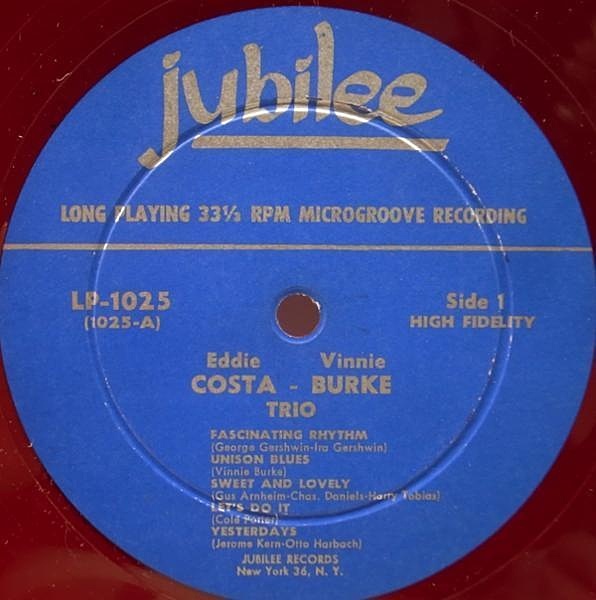 jubilee
LONG PLAYING 33⅓ RPM MICROGROOVE RECORDING
LP-1025
(1025-A)
Side 1
HIGH FIDELITY
Eddie Vinnie
COSTA - BURKE
TRIO
FASCINATING RHYTHM
(George Gershwin-Ira Gershwin)
UNISON BLUES
(Vinnie Burke)
SWEET AND LOVELY
(Gus Arnheim-Chas. Daniels-Harry Tobias)
LET'S DO IT
(Cole Porter)
YESTERDAYS
(Jerome Kern-Otto Harbach)
JUBILEE RECORDS
New York 36, N. Y.